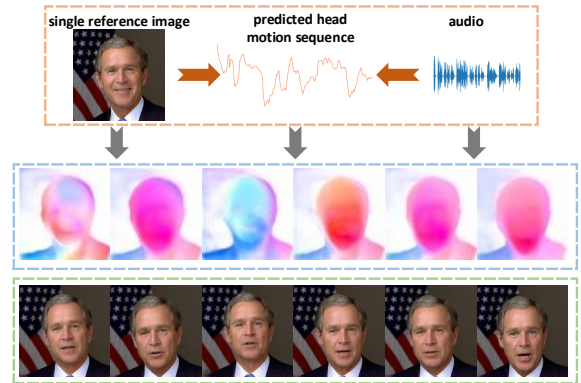 single reference image
predicted head
motion sequence
audio